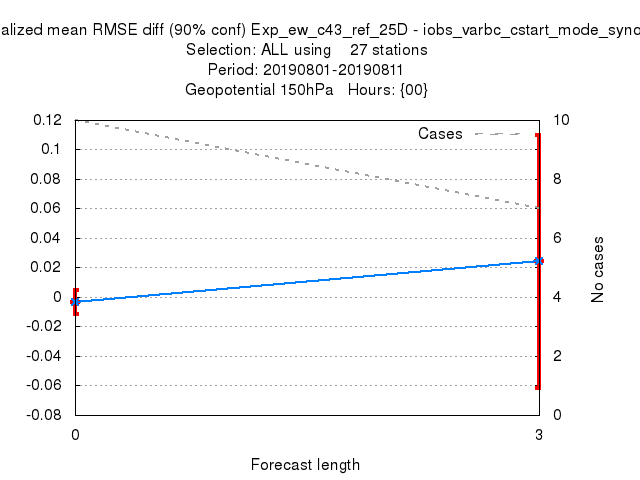 alized mean RMSE diff (90% conf) Exp_ew_c43_ref_25D - iobs_varbc_cstart_mode_syno
Selection: ALL using 27 stations
Period: 20190801-20190811
Geopotential 150hPa Hours: {00}
Cases
0.12
0.1
0.08
0.06
0.04
0.02
0
-0.02
-0.04
-0.06
-0.08
10
8
6
4
2
0
No cases
0
3
Forecast length